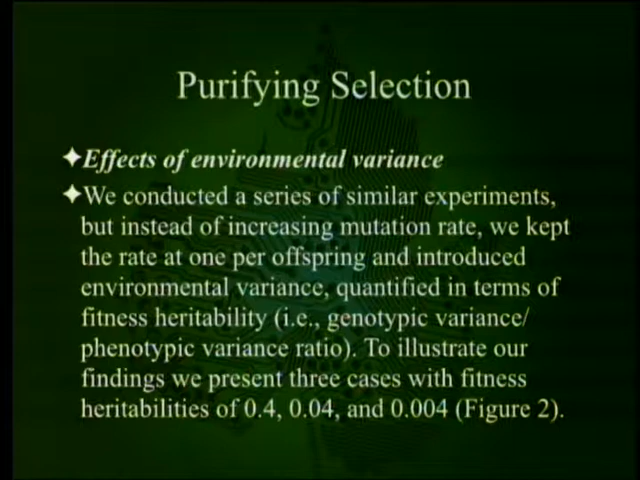 Purifying Selection
✦Effects of environmental variance
✦We conducted a series of similar experiments,
but instead of increasing mutation rate, we kept
the rate at one per offspring and introduced
environmental variance, quantified in terms of
fitness heritability (i.e., genotypic variance/
phenotypic variance ratio). To illustrate our
findings we present three cases with fitness
heritabilities of 0.4, 0.04, and 0.004 (Figure 2).